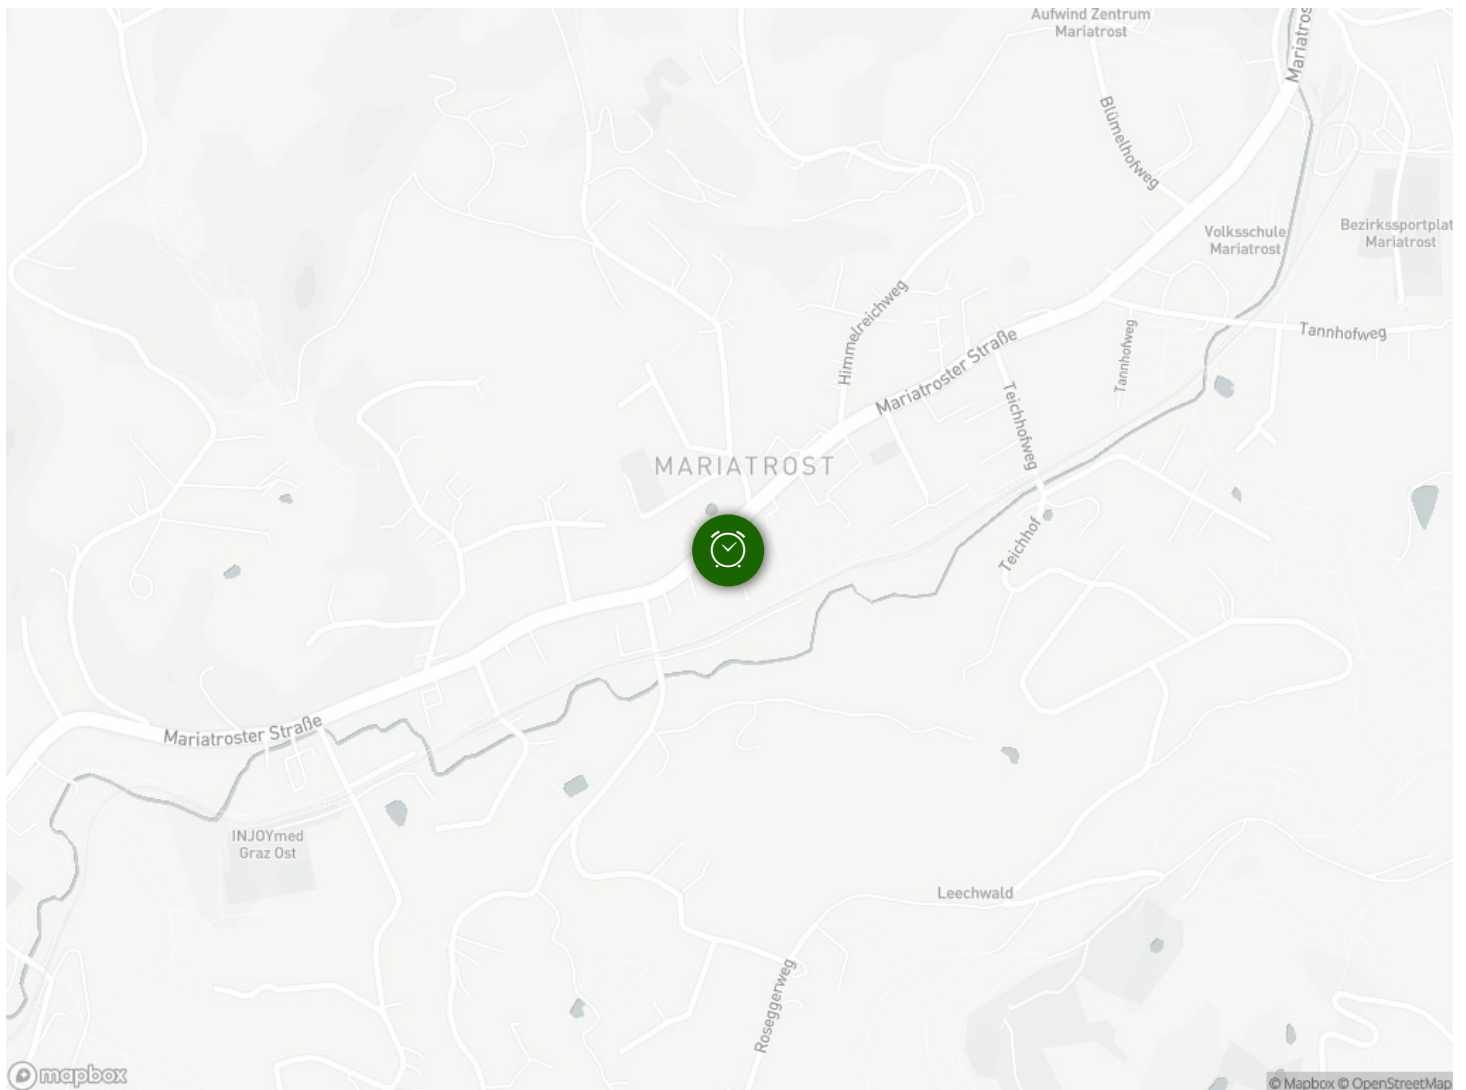 Aufwind Zentrum
Mariatrost
Mariatros
Blümelhofweg
Volksschule
Mariatrost
Bezirkssportplat
Mariatrost
Himmelreichweg
Mariatroster Straße
Tannhofweg
Tannhofweg
Teichhofweg
MARIATROST
Teichhof
Mariatroster Straße
INJOYmed
Graz Ost
Leechwald
Roseggerweg
mapbox
© Mapbox © OpenStreetMap